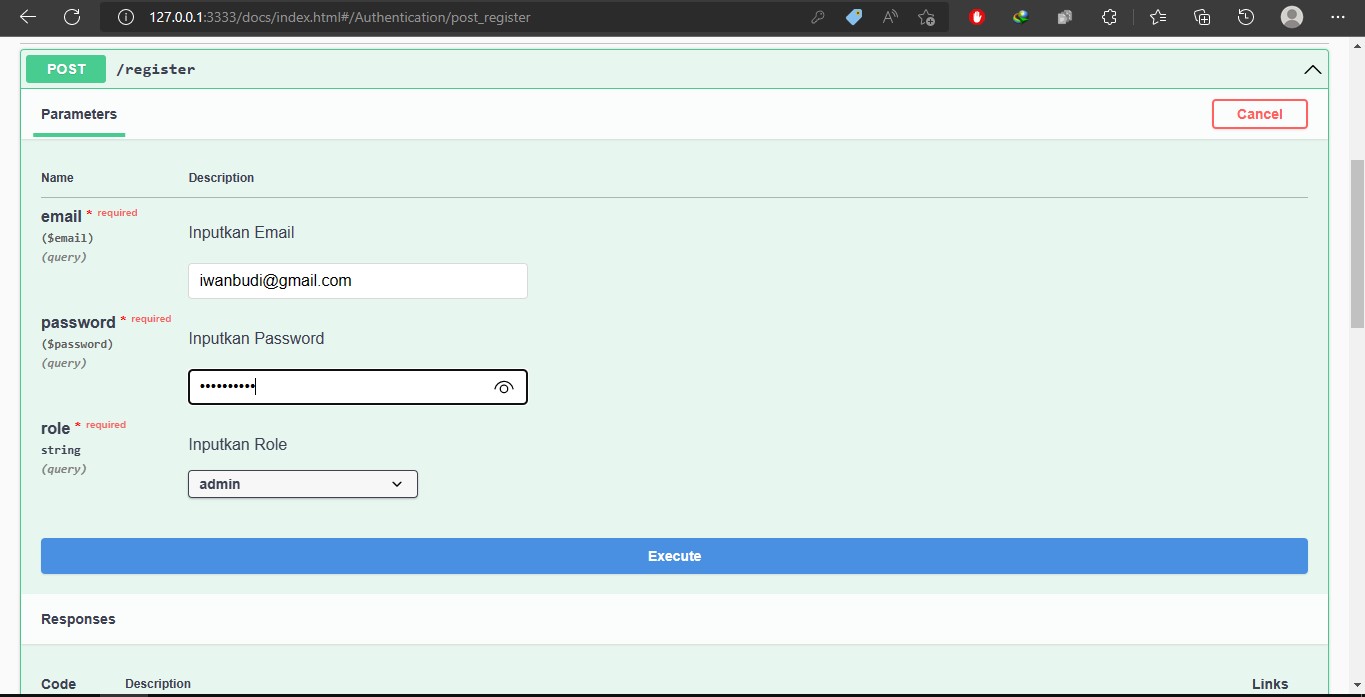 127.0.0.1:3333/docs/index.html#/Authentication/post_register
POST /register
Parameters Cancel
Name Description
email * required
($email)
(query)
Inputkan Email
iwanbudi@gmail.com
password * required
($password)
(query)
Inputkan Password
••••••••••
role * required
string
(query)
Inputkan Role
admin
Execute
Responses
Code Description Links